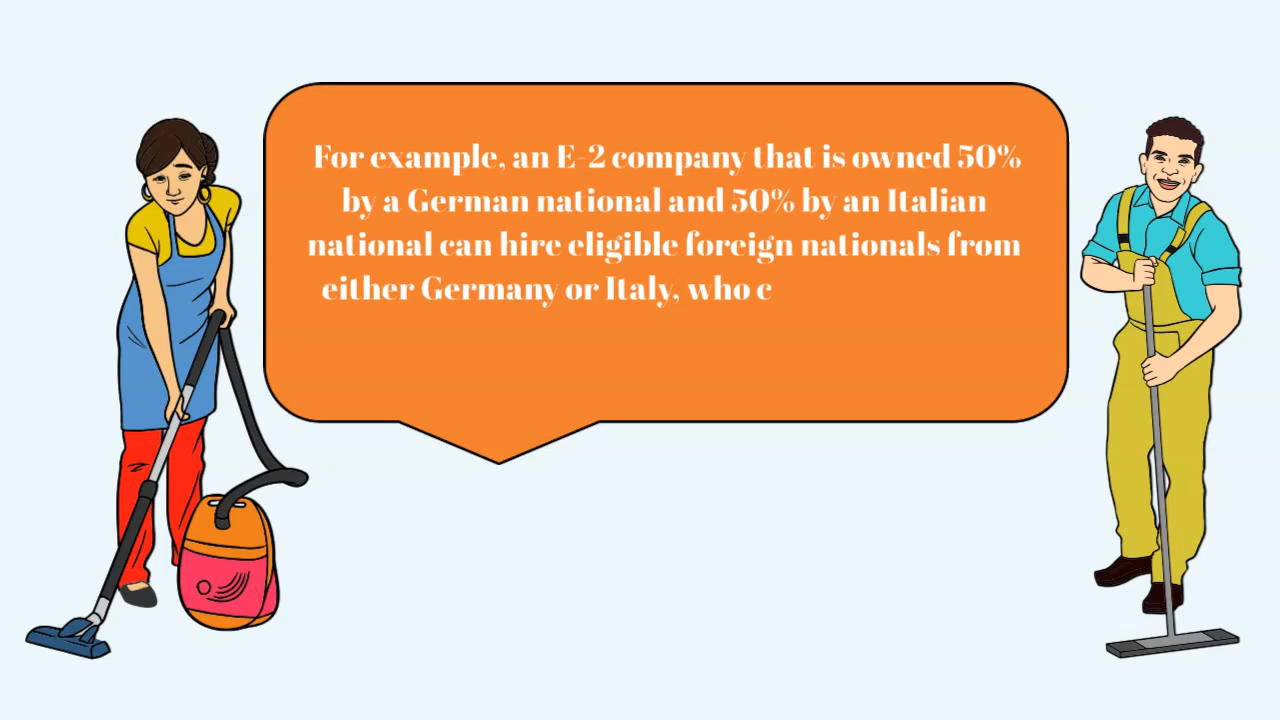 For example, an E-2 company that is owned 50%
by a German national and 50% by an Italian
national can hire eligible foreign nationals from
either Germany or Italy, who c